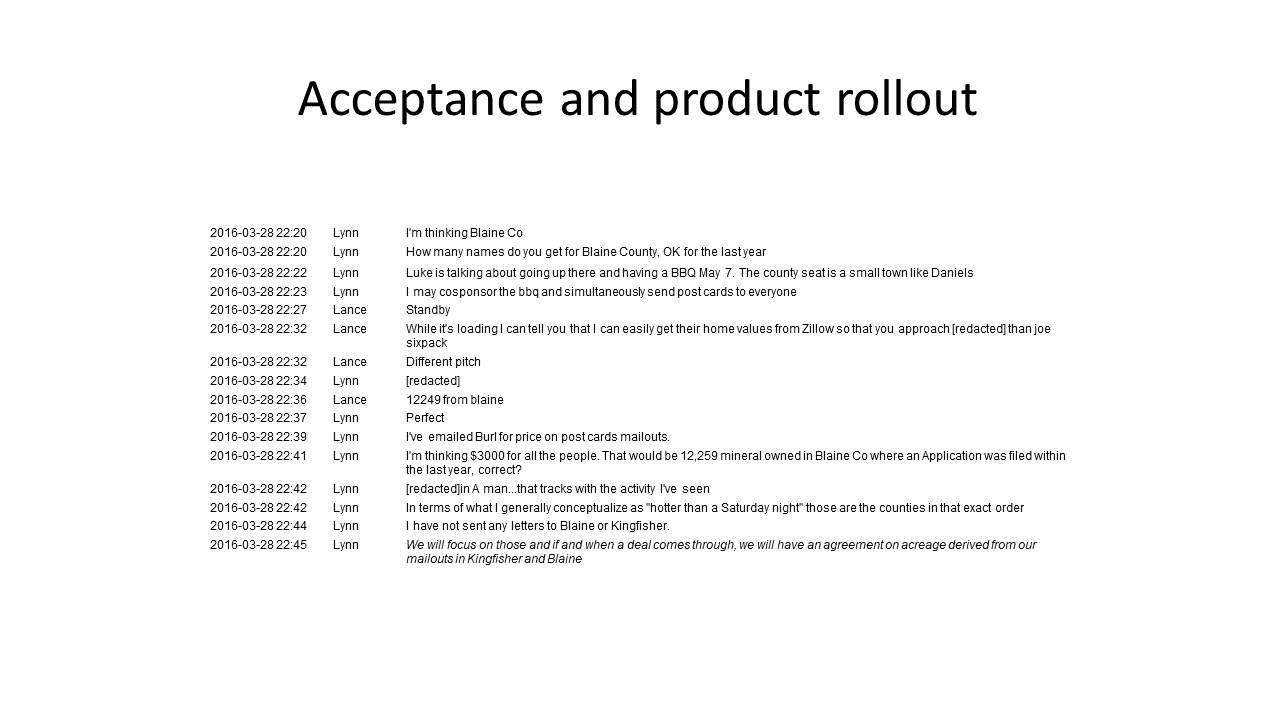 Acceptance and product rollout
2016-03-28 22:20 Lynn I'm thinking Blaine Co
2016-03-28 22:20 Lynn How many names do you get for Blaine County, OK for the last year
2016-03-28 22:22 Lynn Luke is talking about going up there and having a BBQ May 7. The county seat is a small town like Daniels
2016-03-28 22:23 Lynn I may cosponsor the bbq and simultaneously send post cards to everyone
2016-03-28 22:27 Lance Standby
2016-03-28 22:32 Lance While it's loading I can tell you that I can easily get their home values from Zillow so that you approach [redacted] than joe
sixpack
2016-03-28 22:32 Lance Different pitch
2016-03-28 22:34 Lynn [redacted]
2016-03-28 22:36 Lance 12249 from blaine
2016-03-28 22:37 Lynn Perfect
2016-03-28 22:39 Lynn I've emailed Burl for price on post cards mailouts.
2016-03-28 22:41 Lynn I'm thinking $3000 for all the people. That would be 12,259 mineral owned in Blaine Co where an Application was filed within
the last year, correct?
2016-03-28 22:42 Lynn [redacted]in A man...that tracks with the activity I've seen
2016-03-28 22:42 Lynn In terms of what I generally conceptualize as "hotter than a Saturday night" those are the counties in that exact order
2016-03-28 22:44 Lynn I have not sent any letters to Blaine or Kingfisher.
2016-03-28 22:45 Lynn We will focus on those and if and when a deal comes through, we will have an agreement on acreage derived from our
mailouts in Kingfisher and Blaine